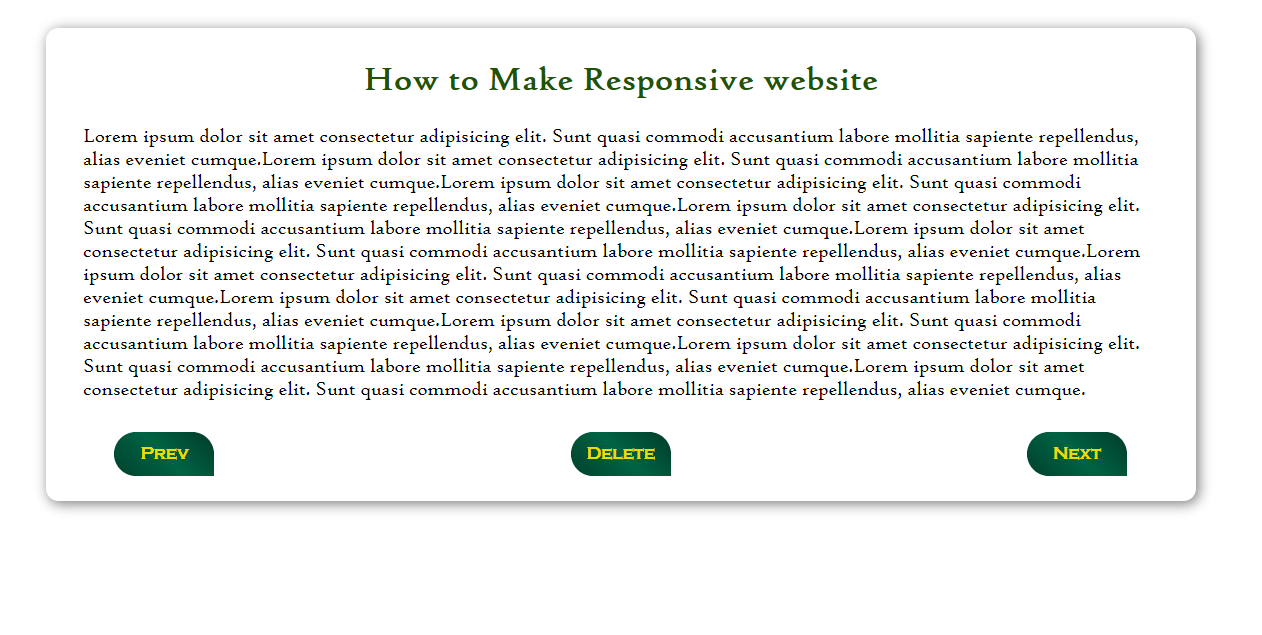 How to Make Responsive website
Lorem ipsum dolor sit amet consectetur adipisicing elit. Sunt quasi commodi accusantium labore mollitia sapiente repellendus,
alias eveniet cumque.Lorem ipsum dolor sit amet consectetur adipisicing elit. Sunt quasi commodi accusantium labore mollitia
sapiente repellendus, alias eveniet cumque.Lorem ipsum dolor sit amet consectetur adipisicing elit. Sunt quasi commodi
accusantium labore mollitia sapiente repellendus, alias eveniet cumque.Lorem ipsum dolor sit amet consectetur adipisicing elit.
Sunt quasi commodi accusantium labore mollitia sapiente repellendus, alias eveniet cumque.Lorem ipsum dolor sit amet
consectetur adipisicing elit. Sunt quasi commodi accusantium labore mollitia sapiente repellendus, alias eveniet cumque.Lorem
ipsum dolor sit amet consectetur adipisicing elit. Sunt quasi commodi accusantium labore mollitia sapiente repellendus, alias
eveniet cumque.Lorem ipsum dolor sit amet consectetur adipisicing elit. Sunt quasi commodi accusantium labore mollitia
sapiente repellendus, alias eveniet cumque.Lorem ipsum dolor sit amet consectetur adipisicing elit. Sunt quasi commodi
accusantium labore mollitia sapiente repellendus, alias eveniet cumque.Lorem ipsum dolor sit amet consectetur adipisicing elit.
Sunt quasi commodi accusantium labore mollitia sapiente repellendus, alias eveniet cumque.Lorem ipsum dolor sit amet
consectetur adipisicing elit. Sunt quasi commodi accusantium labore mollitia sapiente repellendus, alias eveniet cumque.
Prev Delete Next